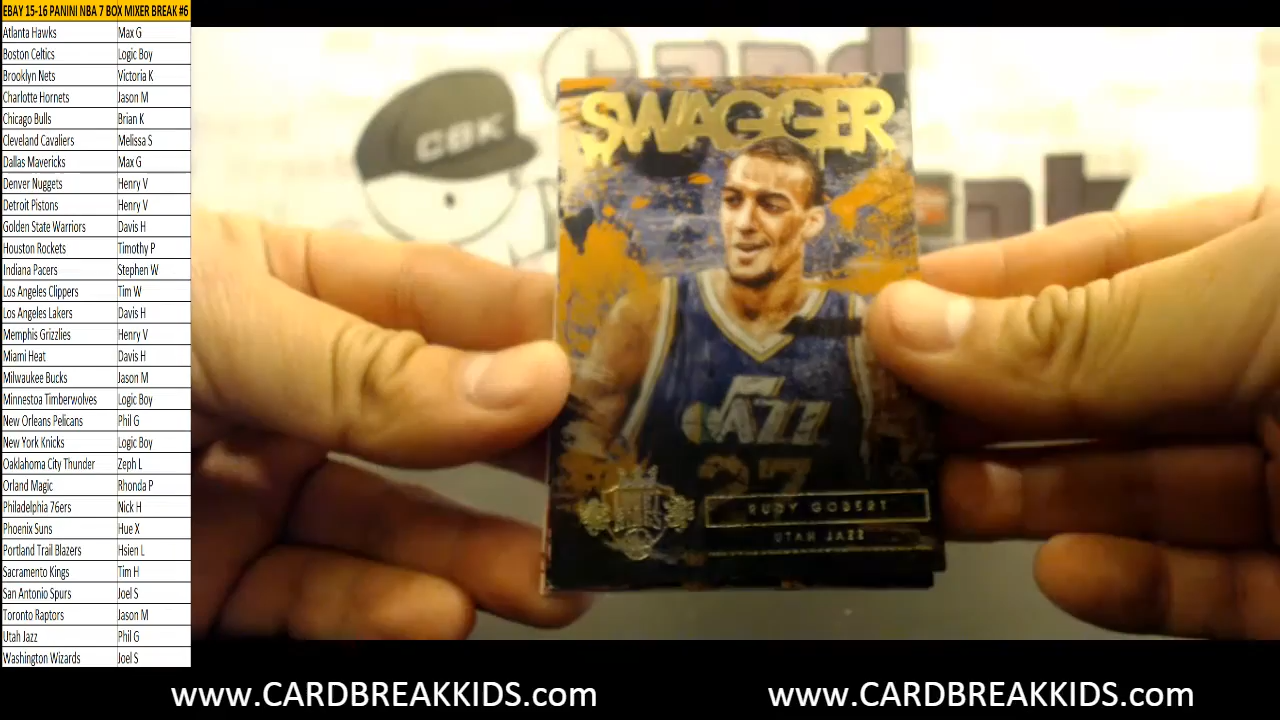 EBAY 15-16 PANINI NBA 7 BOX MIXER BREAK #6
Atlanta Hawks Max G
Boston Celtics Logic Boy
Brooklyn Nets Victoria K
Charlotte Hornets Jason M
Chicago Bulls Brian K
Cleveland Cavaliers Melissa S
Dallas Mavericks Max G
Denver Nuggets Henry V
Detroit Pistons Henry V
Golden State Warriors Davis H
Houston Rockets Timothy P
Indiana Pacers Stephen W
Los Angeles Clippers Tim W
Los Angeles Lakers Davis H
Memphis Grizzlies Henry V
Miami Heat Davis H
Milwaukee Bucks Jason M
Minnestoa Timberwolves Logic Boy
New Orleans Pelicans Phil G
New York Knicks Logic Boy
Oaklahoma City Thunder Zeph L
Orland Magic Rhonda P
Philadelphia 76ers Nick H
Phoenix Suns Hue X
Portland Trail Blazers Hsien L
Sacramento Kings Tim H
San Antonio Spurs Joel S
Toronto Raptors Jason M
Utah Jazz Phil G
Washington Wizards Joel S
CBK
SWAGGER
JAZZ
27
RUDY GOBERT
UTAH JAZZ
www.CARDBREAKKIDS.com www.CARDBREAKKIDS.com